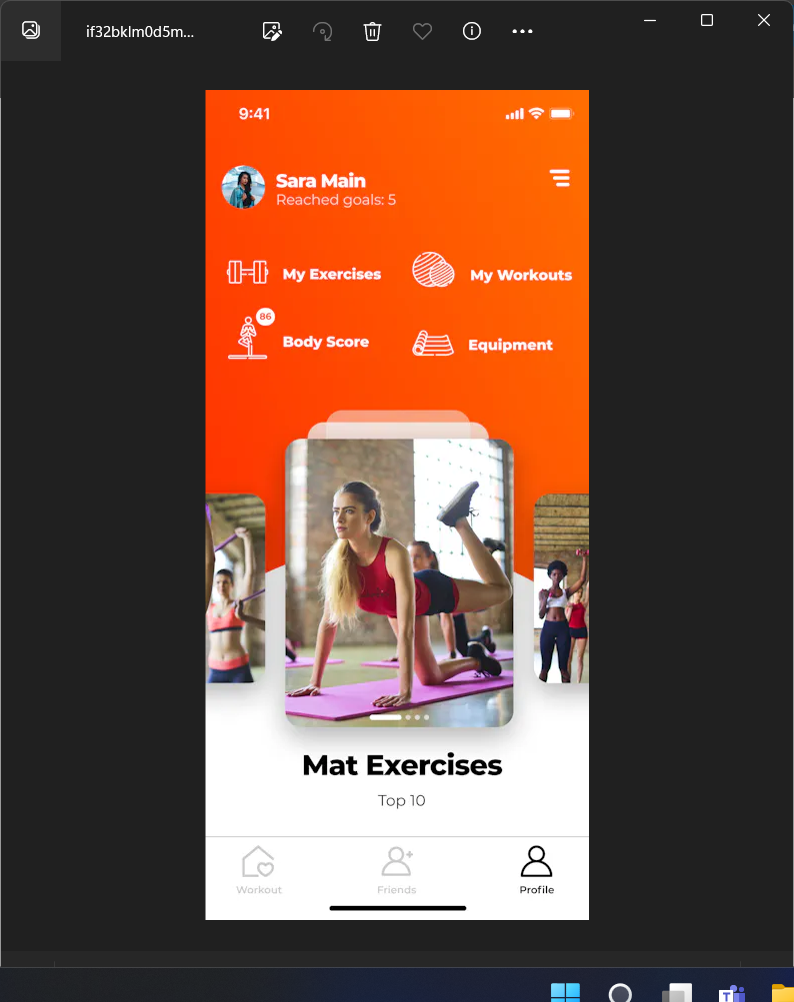 if32bklm0d5m...
9:41
Sara Main
Reached goals: 5
My Exercises
My Workouts
86
Body Score
Equipment
Mat Exercises
Top 10
Workout
Friends
Profile